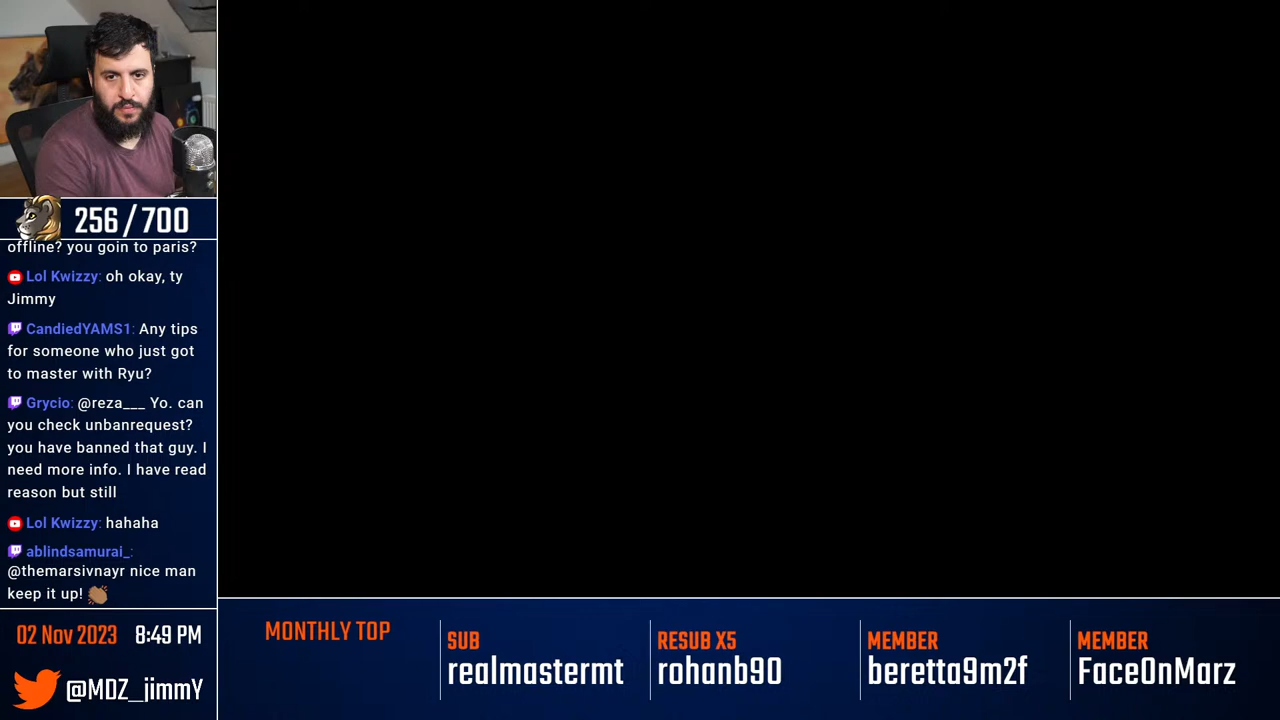 256 / 700
offline? you goin to paris?
Lol Kwizzy: oh okay, ty
Jimmy
CandiedYAMS1: Any tips
for someone who just got
to master with Ryu?
Grycio: @reza___ Yo. can
you check unbanrequest?
you have banned that guy. I
need more info. I have read
reason but still
Lol Kwizzy: hahaha
ablindsamurai_:
@themarsivnayr nice man
keep it up!
02 Nov 2023 8:49 PM
@MDZ_jimmY
MONTHLY TOP
SUB
realmastermt
RESUB X5
rohanb90
MEMBER
beretta9m2f
MEMBER
FaceOnMarz